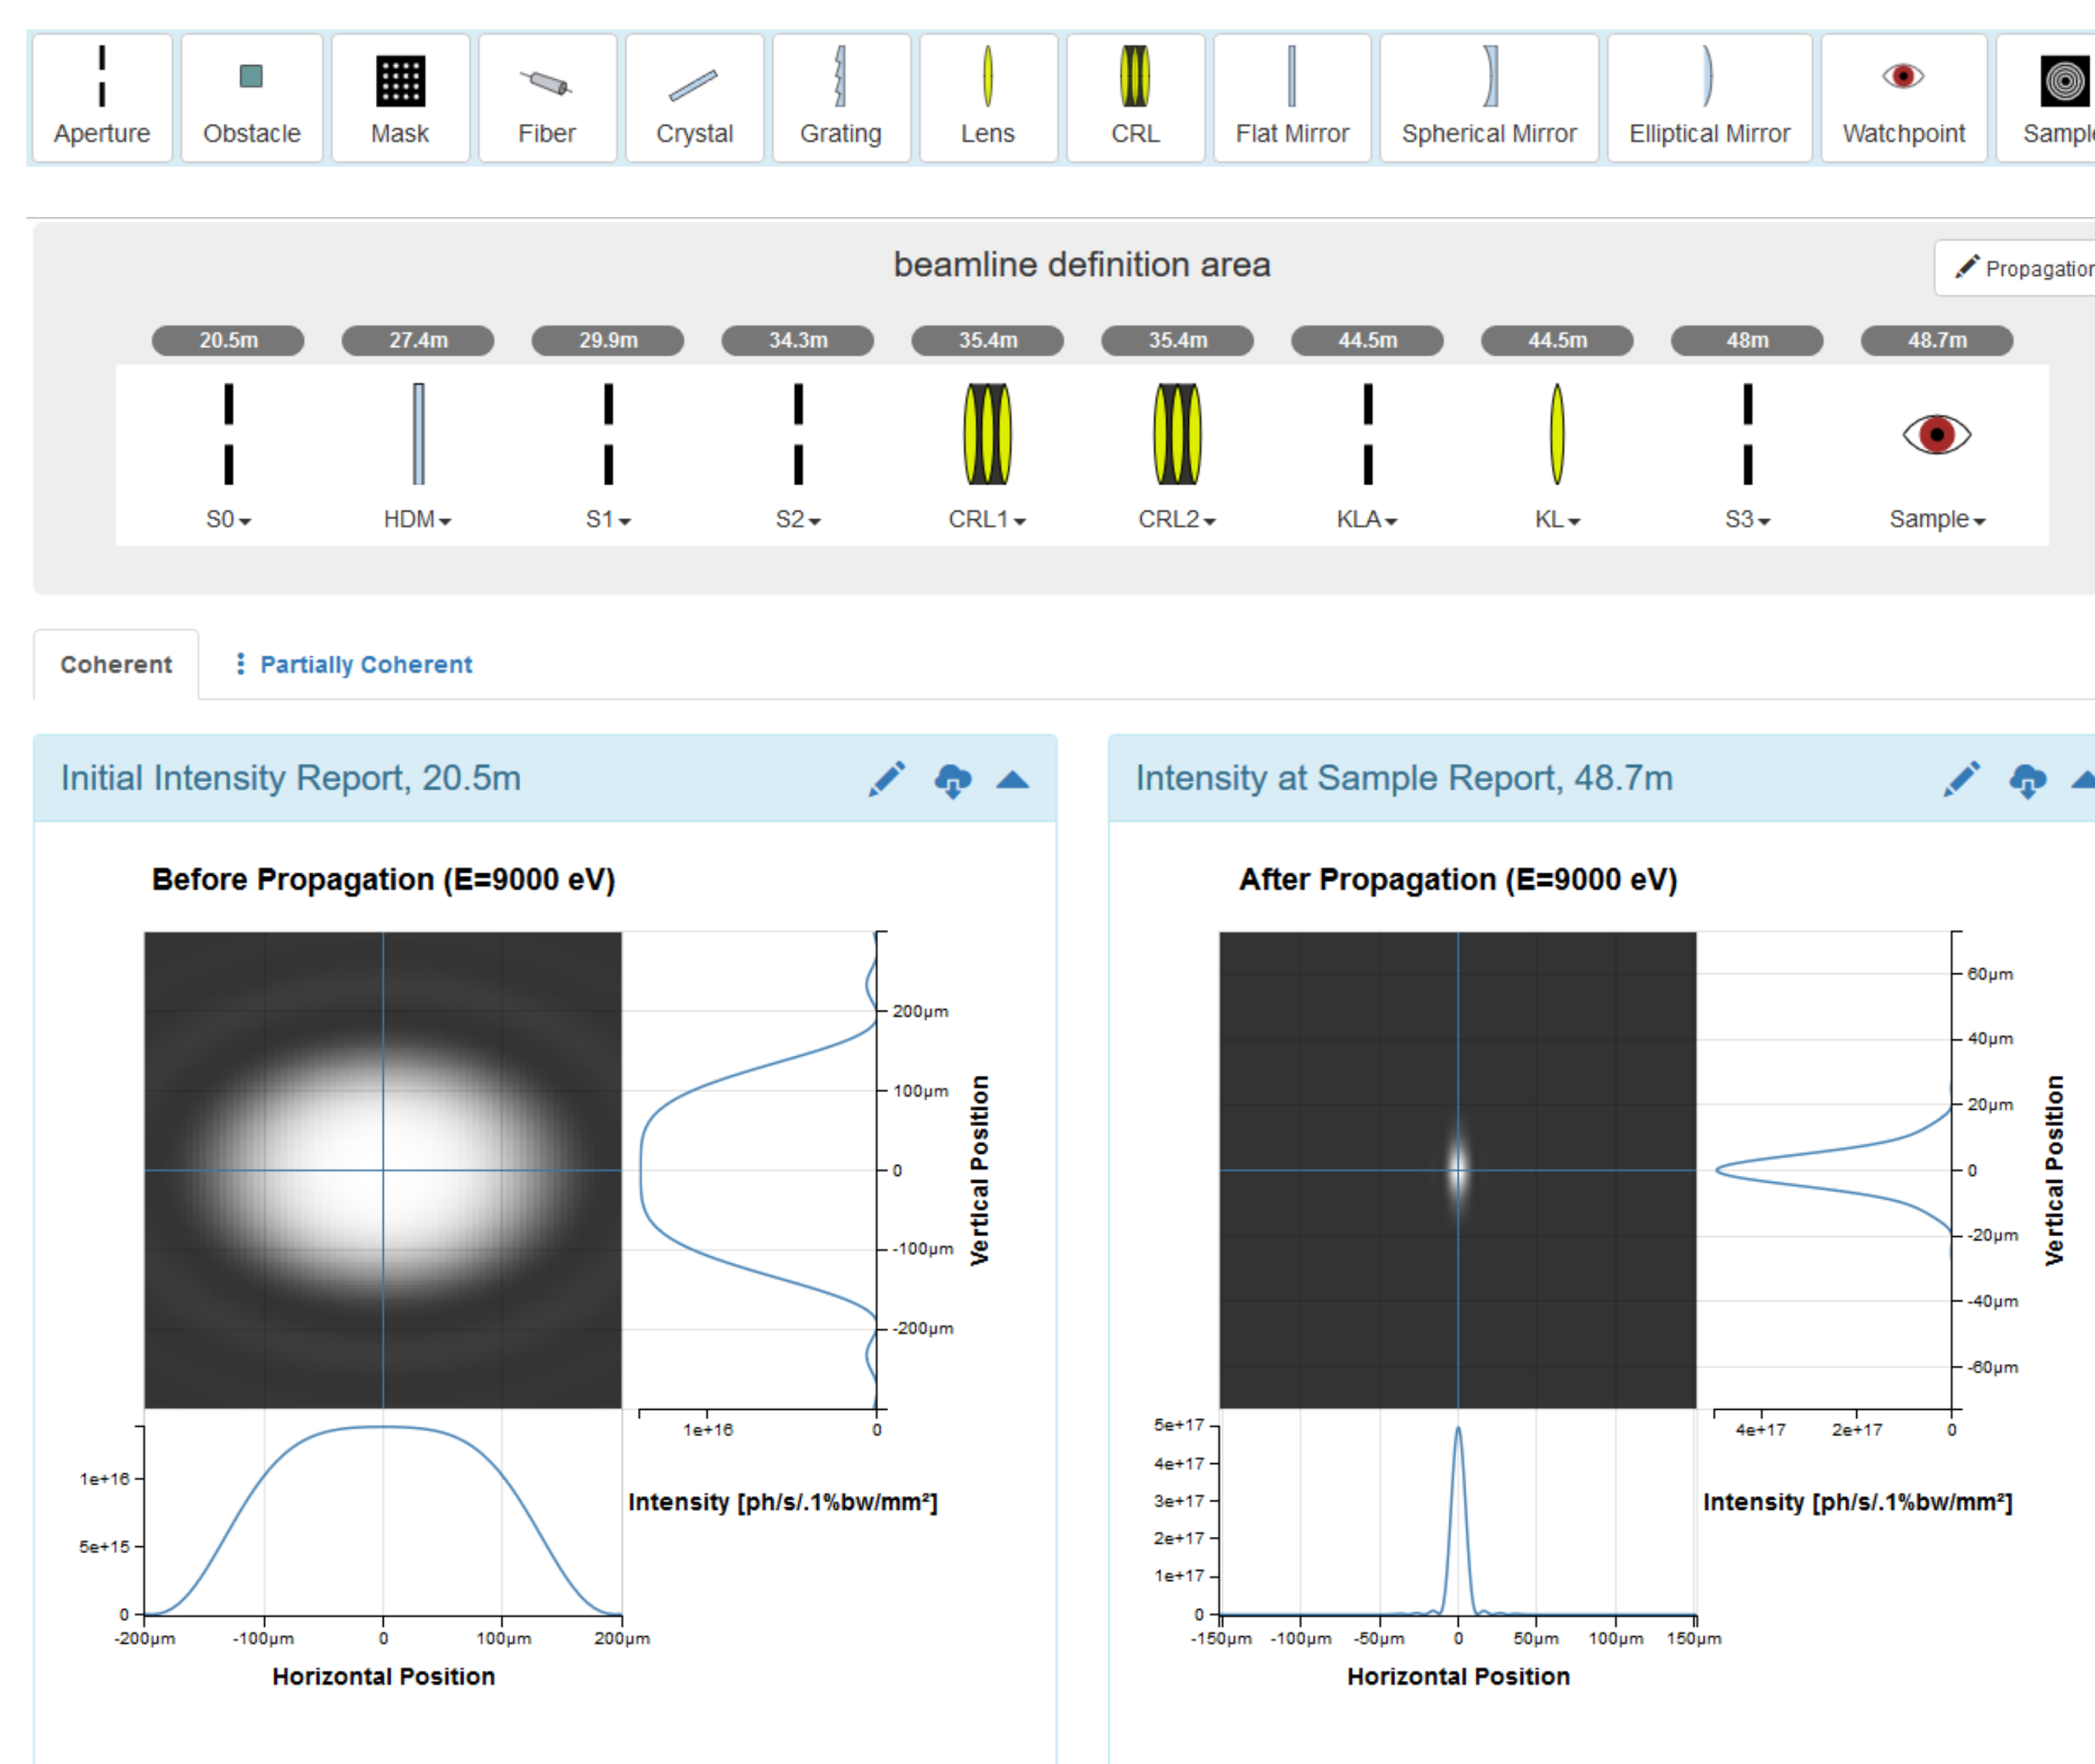 Aperture Obstacle Mask Fiber Crystal Grating Lens CRL Flat Mirror Spherical Mirror Elliptical Mirror Watchpoint Sample
beamline definition area
Propagation
20.5m 27.4m 29.9m 34.3m 35.4m 35.4m 44.5m 44.5m 48m 48.7m
S0 HDM S1 S2 CRL1 CRL2 KLA KL S3 Sample
Coherent Partially Coherent
Initial Intensity Report, 20.5m
Before Propagation (E=9000 eV)
200µm
100µm
0
-100µm
-200µm
Vertical Position
1e+16 0
Intensity [ph/s/.1%bw/mm²]
1e+16
5e+15
0
-200µm -100µm 0 100µm 200µm
Horizontal Position
Intensity at Sample Report, 48.7m
After Propagation (E=9000 eV)
60µm
40µm
20µm
0
-20µm
-40µm
-60µm
Vertical Position
4e+17 2e+17 0
Intensity [ph/s/.1%bw/mm²]
5e+17
4e+17
3e+17
2e+17
1e+17
0
-150µm -100µm -50µm 0 50µm 100µm 150µm
Horizontal Position